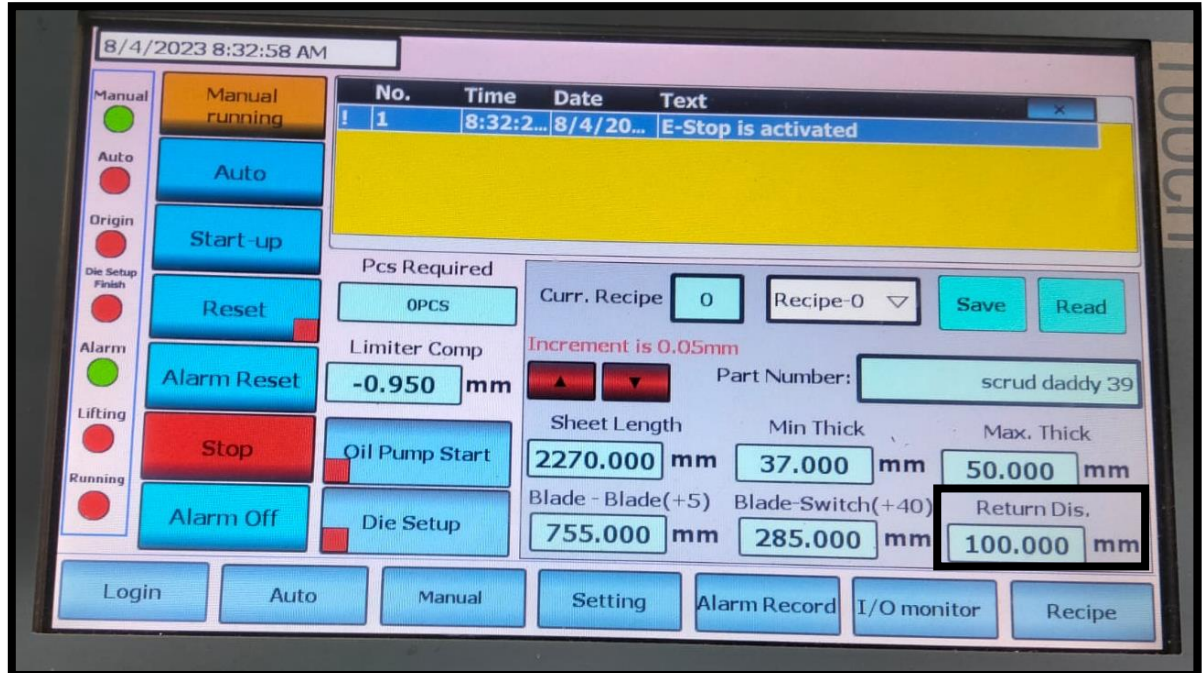 8/4/2023 8:32:58 AM
Manual
Auto
Origin
Die Setup
Finish
Alarm
Lifting
Running
Manual
running
Auto
Start-up
Reset
Alarm Reset
Stop
Alarm Off
No. Time Date Text
! 1 8:32:2... 8/4/20... E-Stop is activated
Pcs Required
0PCS
Limiter Comp
-0.950 mm
Oil Pump Start
Die Setup
Curr. Recipe 0 Recipe-0 Save Read
Increment is 0.05mm
Part Number: scrud daddy 39
Sheet Length Min Thick Max. Thick
2270.000 mm 37.000 mm 50.000 mm
Blade - Blade(+5) Blade-Switch(+40) Return Dis.
755.000 mm 285.000 mm 100.000 mm
Login Auto Manual Setting Alarm Record I/O monitor Recipe